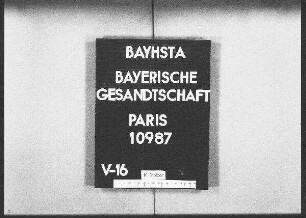 BAYHSTA
BAYERISCHE
GESANDTSCHAFT
PARIS
10987
V-16